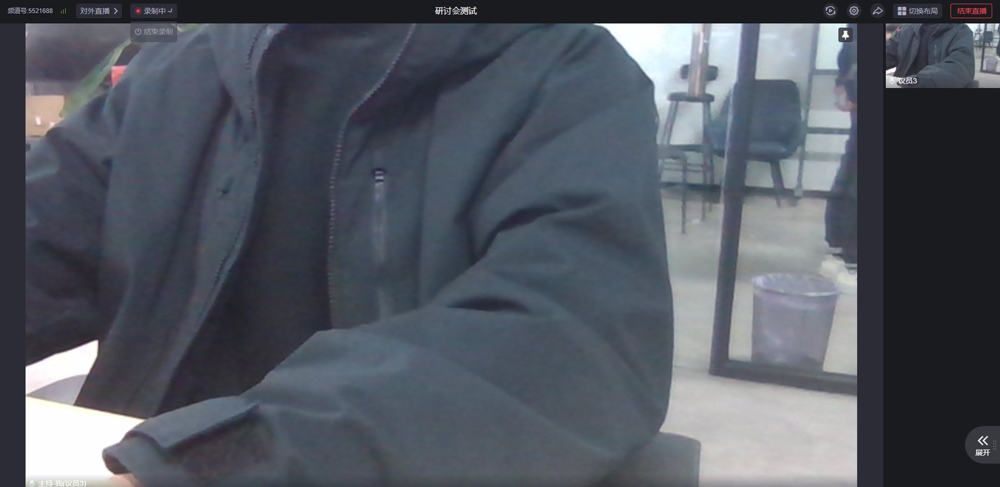 频道号:5521688
对外直播
录制中
研讨会测试
切换布局
结束直播
结束录制
议员3
展开
主持-我(议员3)